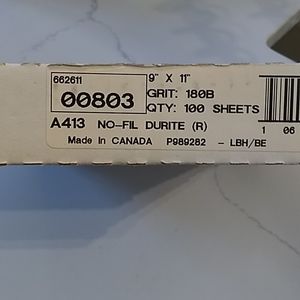 662611
9" X 11"
00803
GRIT: 180B
QTY: 100 SHEETS
A413 NO-FIL DURITE (R)
1 06
Made In CANADA P989282 - LBH/BE